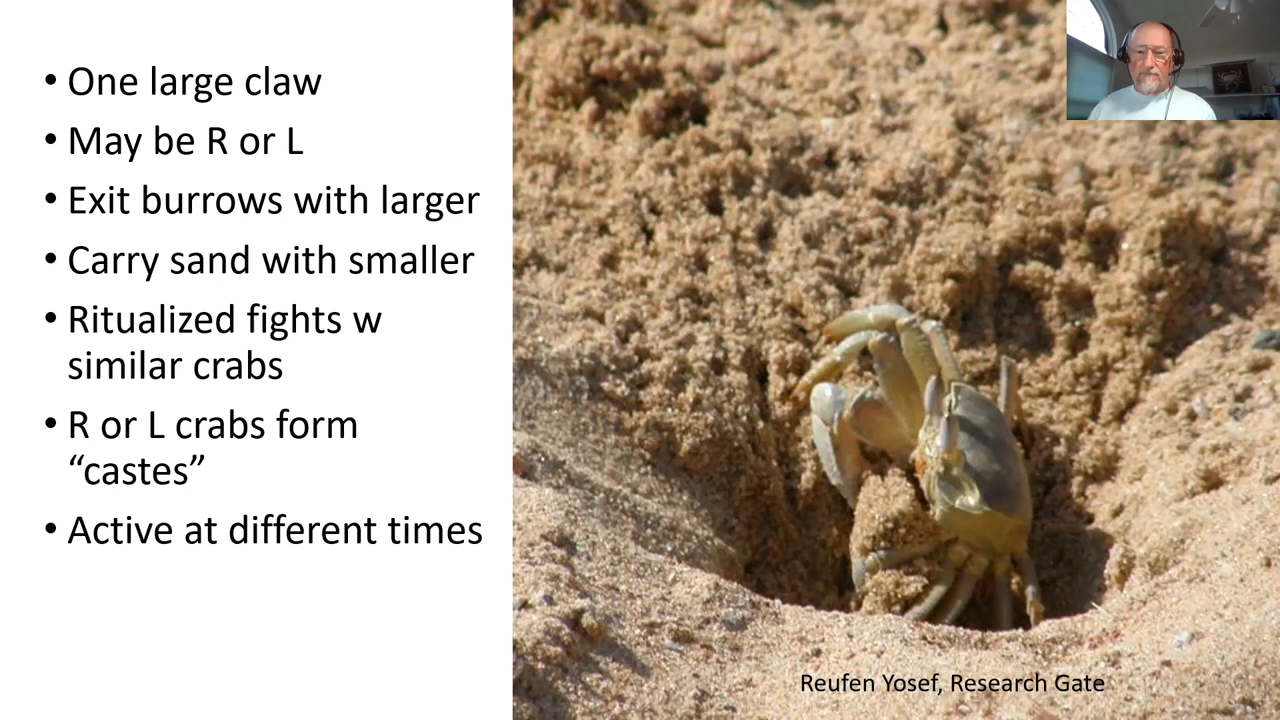 • One large claw
• May be R or L
• Exit burrows with larger
• Carry sand with smaller
• Ritualized fights w
similar crabs
• R or L crabs form
“castes”
• Active at different times
Reufen Yosef, Research Gate